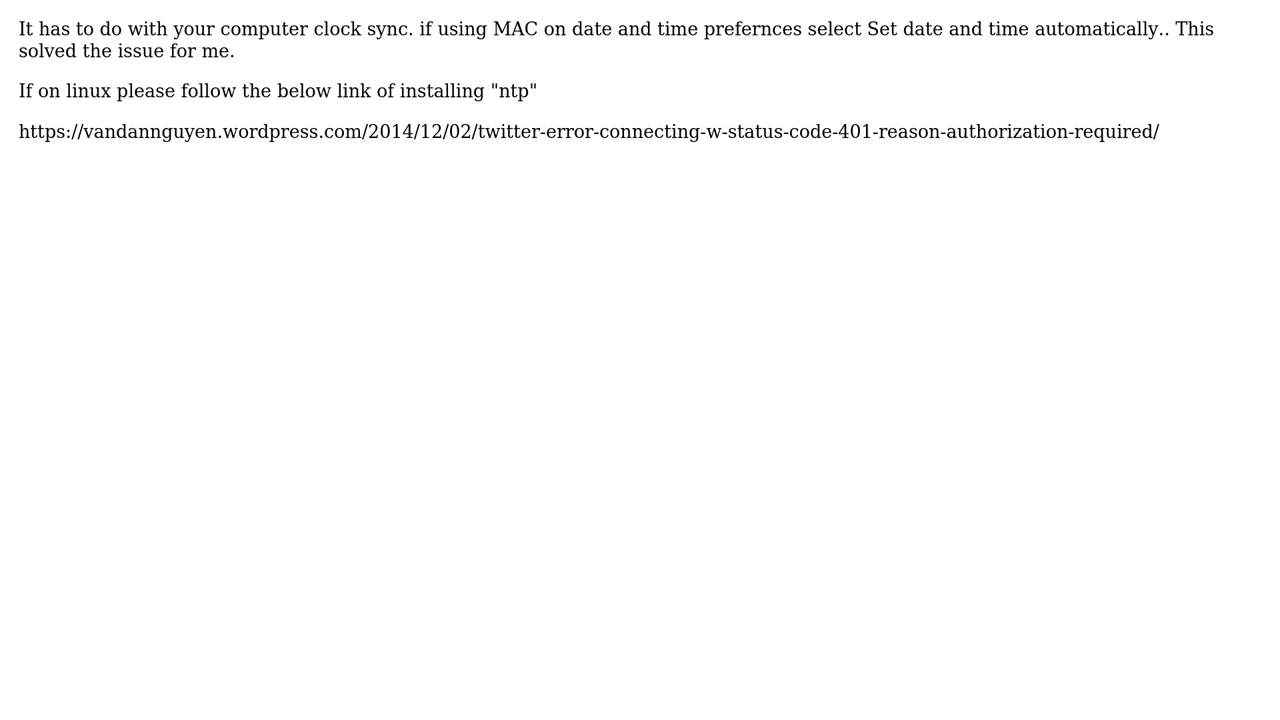 It has to do with your computer clock sync. if using MAC on date and time prefernces select Set date and time automatically.. This
solved the issue for me.
If on linux please follow the below link of installing "ntp"
https://vandannguyen.wordpress.com/2014/12/02/twitter-error-connecting-w-status-code-401-reason-authorization-required/